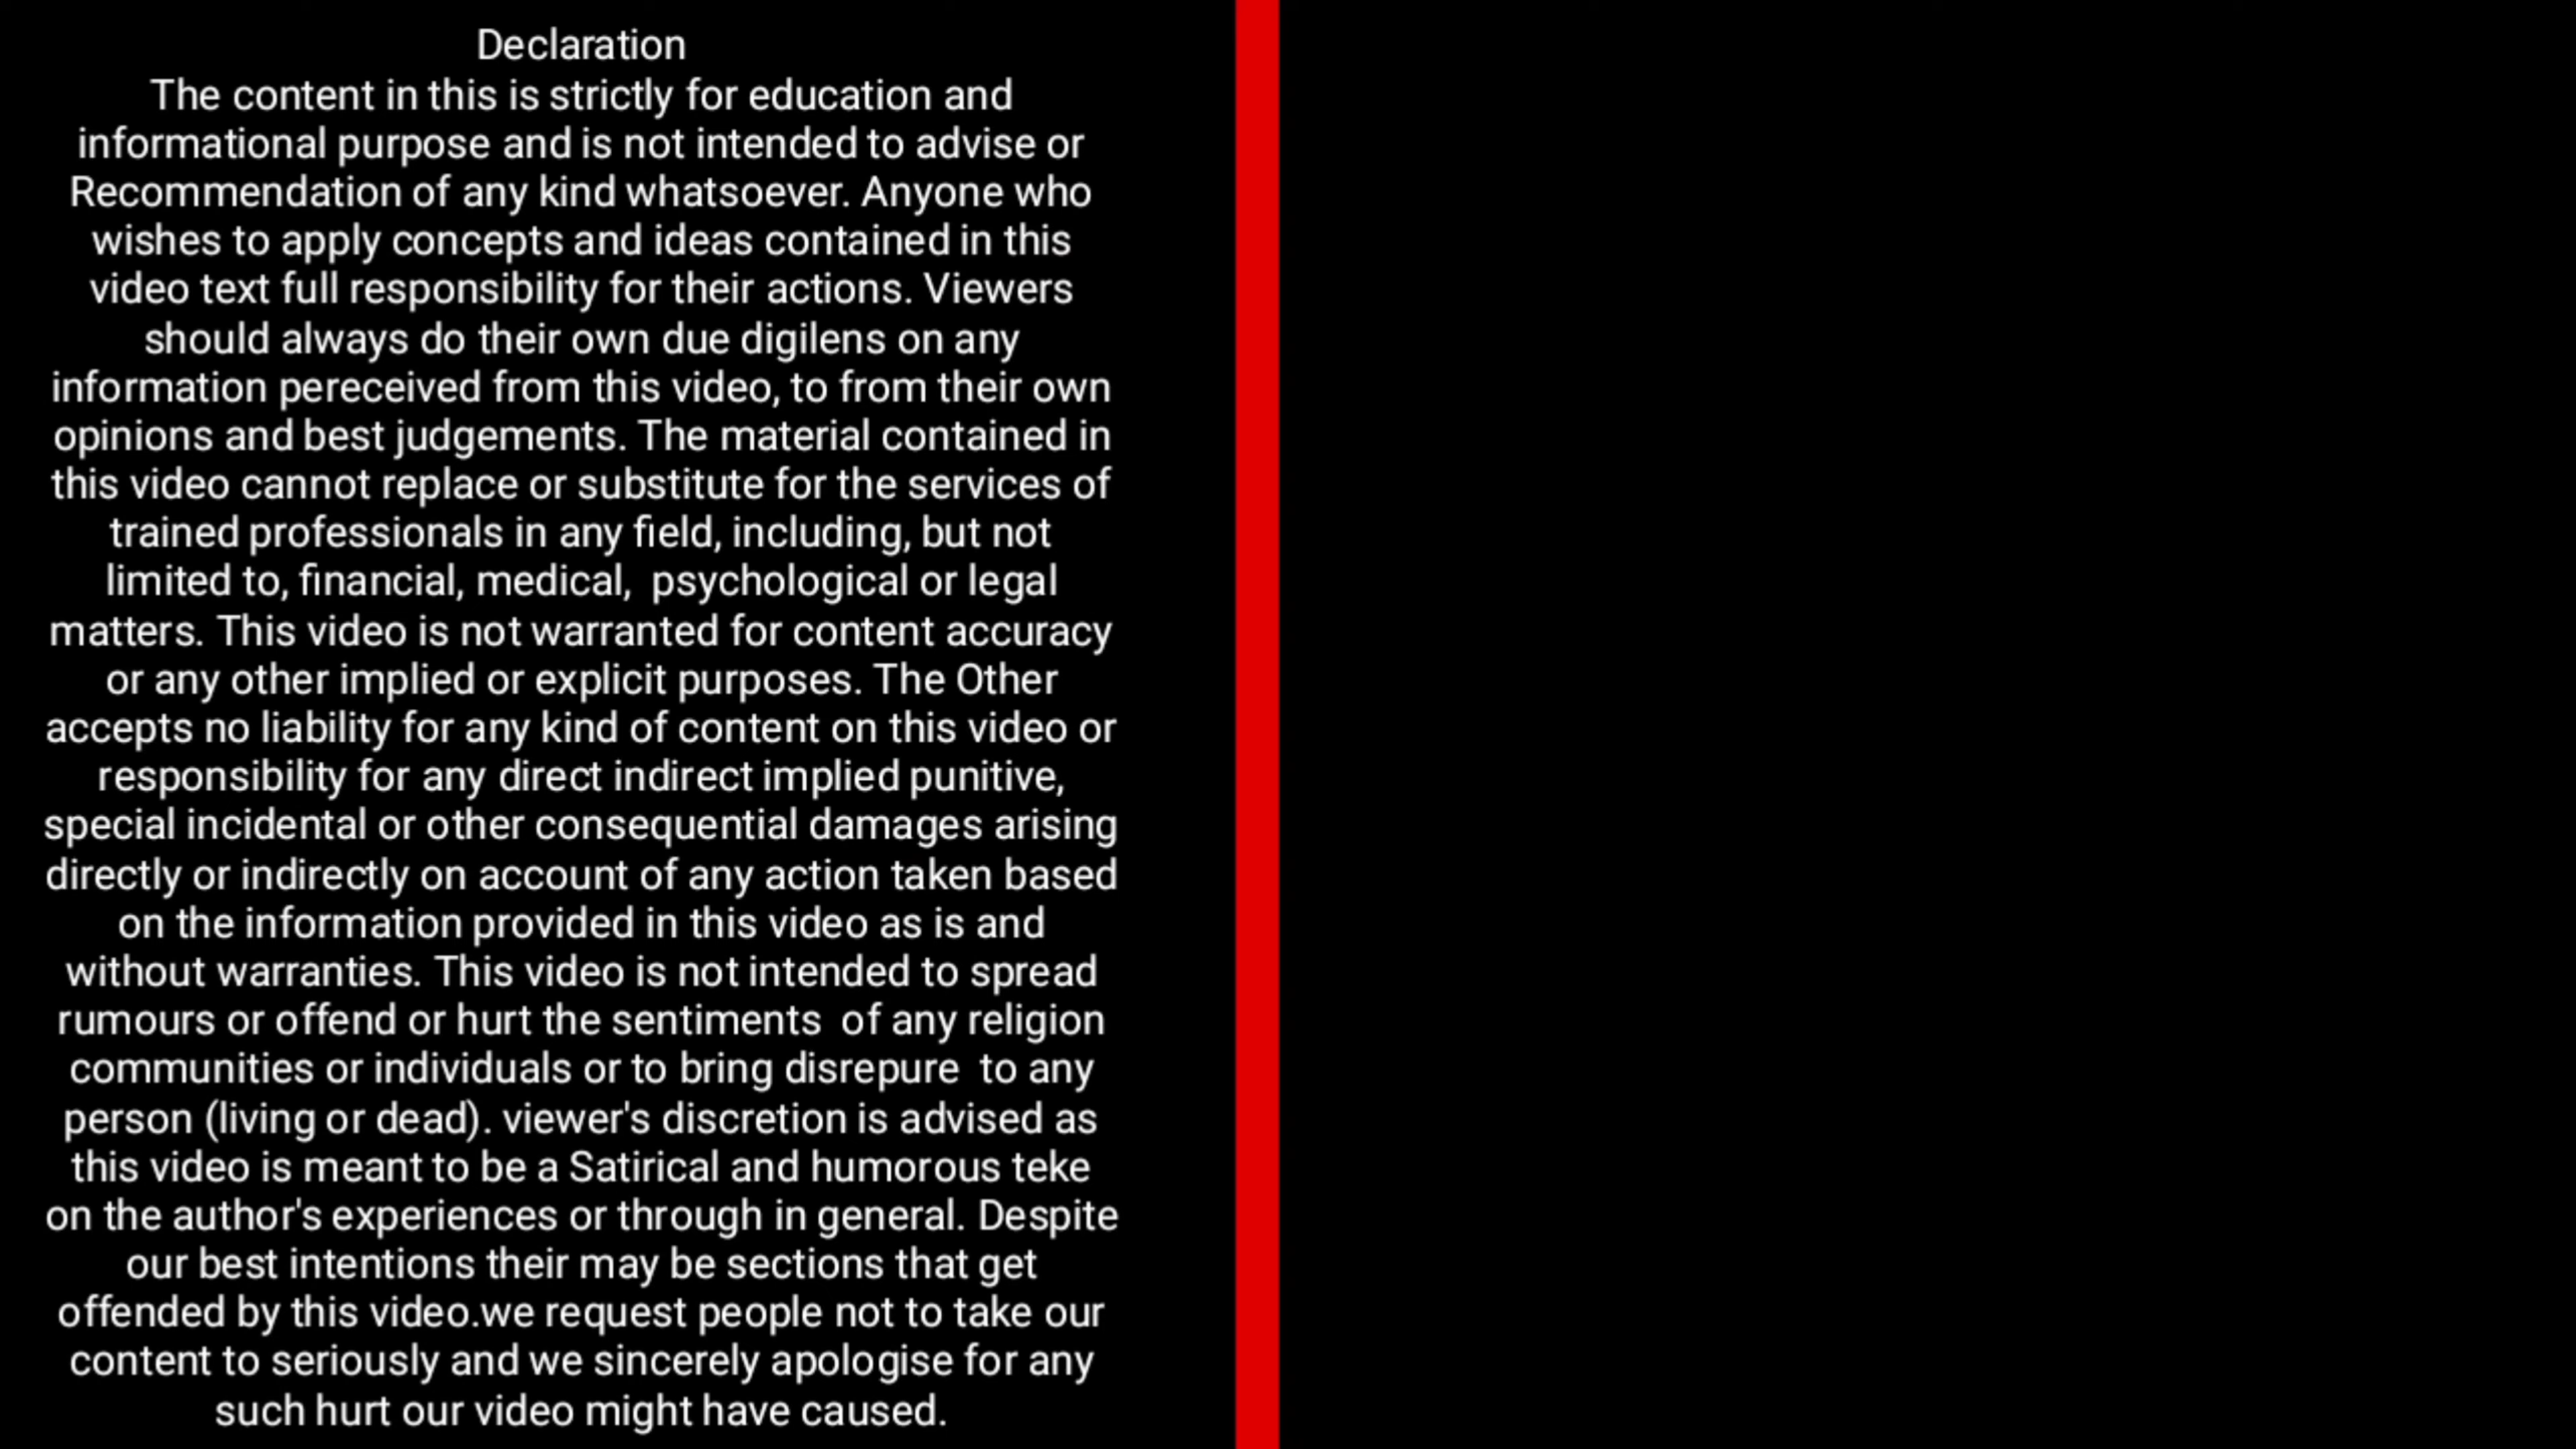 Declaration
The content in this is strictly for education and
informational purpose and is not intended to advise or
Recommendation of any kind whatsoever. Anyone who
wishes to apply concepts and ideas contained in this
video text full responsibility for their actions. Viewers
should always do their own due digilens on any
information pereceived from this video, to from their own
opinions and best judgements. The material contained in
this video cannot replace or substitute for the services of
trained professionals in any field, including, but not
limited to, financial, medical,  psychological or legal
matters. This video is not warranted for content accuracy
or any other implied or explicit purposes. The Other
accepts no liability for any kind of content on this video or
responsibility for any direct indirect implied punitive,
special incidental or other consequential damages arising
directly or indirectly on account of any action taken based
on the information provided in this video as is and
without warranties. This video is not intended to spread
rumours or offend or hurt the sentiments  of any religion
communities or individuals or to bring disrepure  to any
person (living or dead). viewer's discretion is advised as
this video is meant to be a Satirical and humorous teke
on the author's experiences or through in general. Despite
our best intentions their may be sections that get
offended by this video.we request people not to take our
content to seriously and we sincerely apologise for any
such hurt our video might have caused.